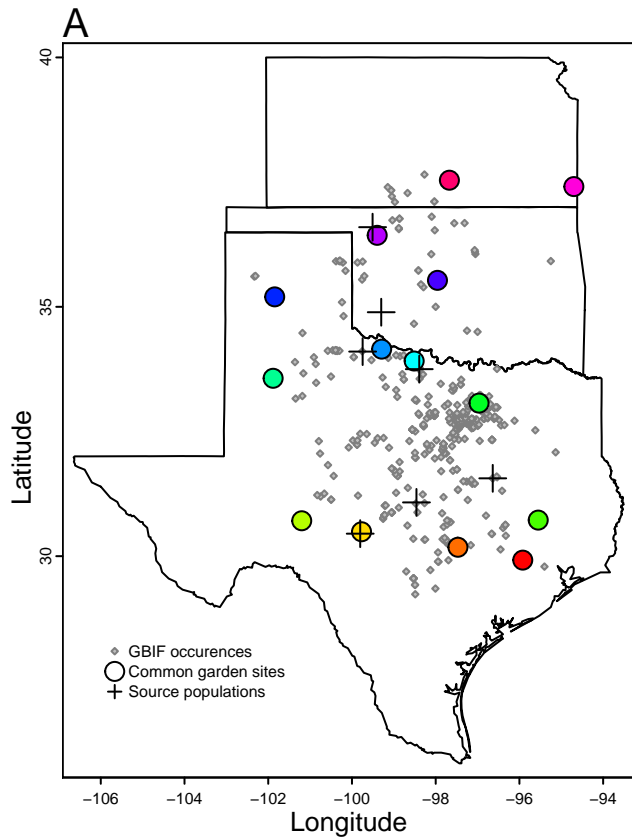 A
40
35
30
Latitude
GBIF occurences
Common garden sites
Source populations
−106 −104 −102 −100 −98 −96 −94
Longitude